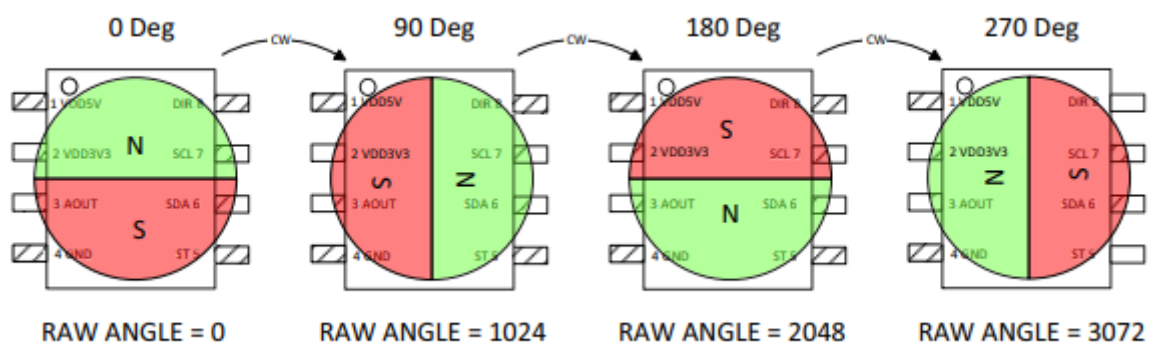 0 Deg
CW
90 Deg
CW
180 Deg
CW
270 Deg
1 VDD5V
DIR 8
2 VDD3V3
N
SCL 7
3 AOUT
SDA 6
S
4 GND
ST 5
1 VDD5V
DIR 8
2 VDD3V3
SCL 7
S
N
3 AOUT
SDA 6
4 GND
ST 5
1 VDD5V
DIR 8
S
2 VDD3V3
SCL 7
3 AOUT
N
SDA 6
4 GND
ST 5
1 VDD5V
DIR 8
2 VDD3V3
SCL 7
N
S
3 AOUT
SDA 6
4 GND
ST 5
RAW ANGLE = 0
RAW ANGLE = 1024
RAW ANGLE = 2048
RAW ANGLE = 3072